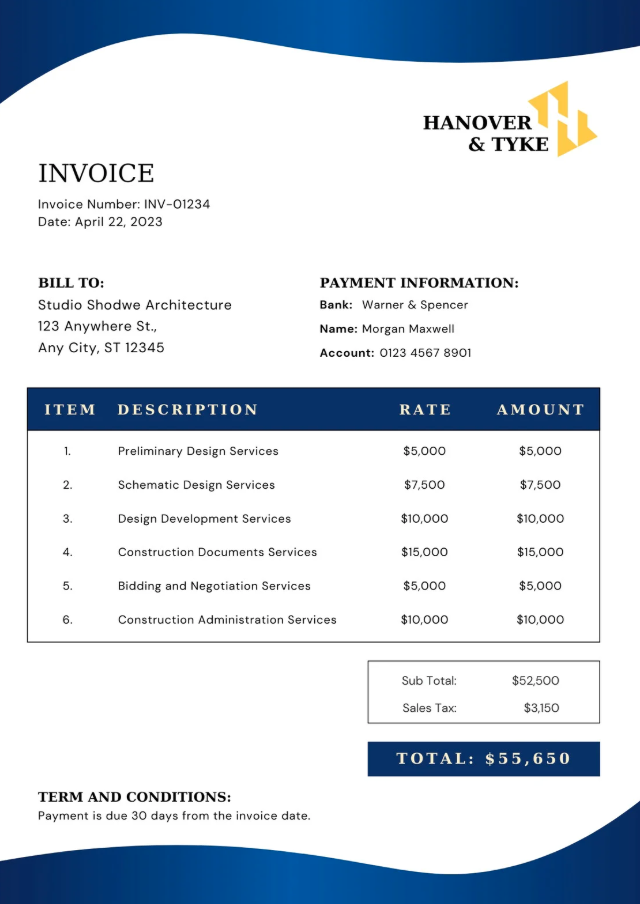 HANOVER
& TYKE
INVOICE
Invoice Number: INV-01234
Date: April 22, 2023
BILL TO:
Studio Shodwe Architecture
123 Anywhere St.,
Any City, ST 12345
PAYMENT INFORMATION:
Bank: Warner & Spencer
Name: Morgan Maxwell
Account: 0123 4567 8901
ITEM DESCRIPTION RATE AMOUNT
1. Preliminary Design Services $5,000 $5,000
2. Schematic Design Services $7,500 $7,500
3. Design Development Services $10,000 $10,000
4. Construction Documents Services $15,000 $15,000
5. Bidding and Negotiation Services $5,000 $5,000
6. Construction Administration Services $10,000 $10,000
Sub Total: $52,500
Sales Tax: $3,150
TOTAL: $55,650
TERM AND CONDITIONS:
Payment is due 30 days from the invoice date.